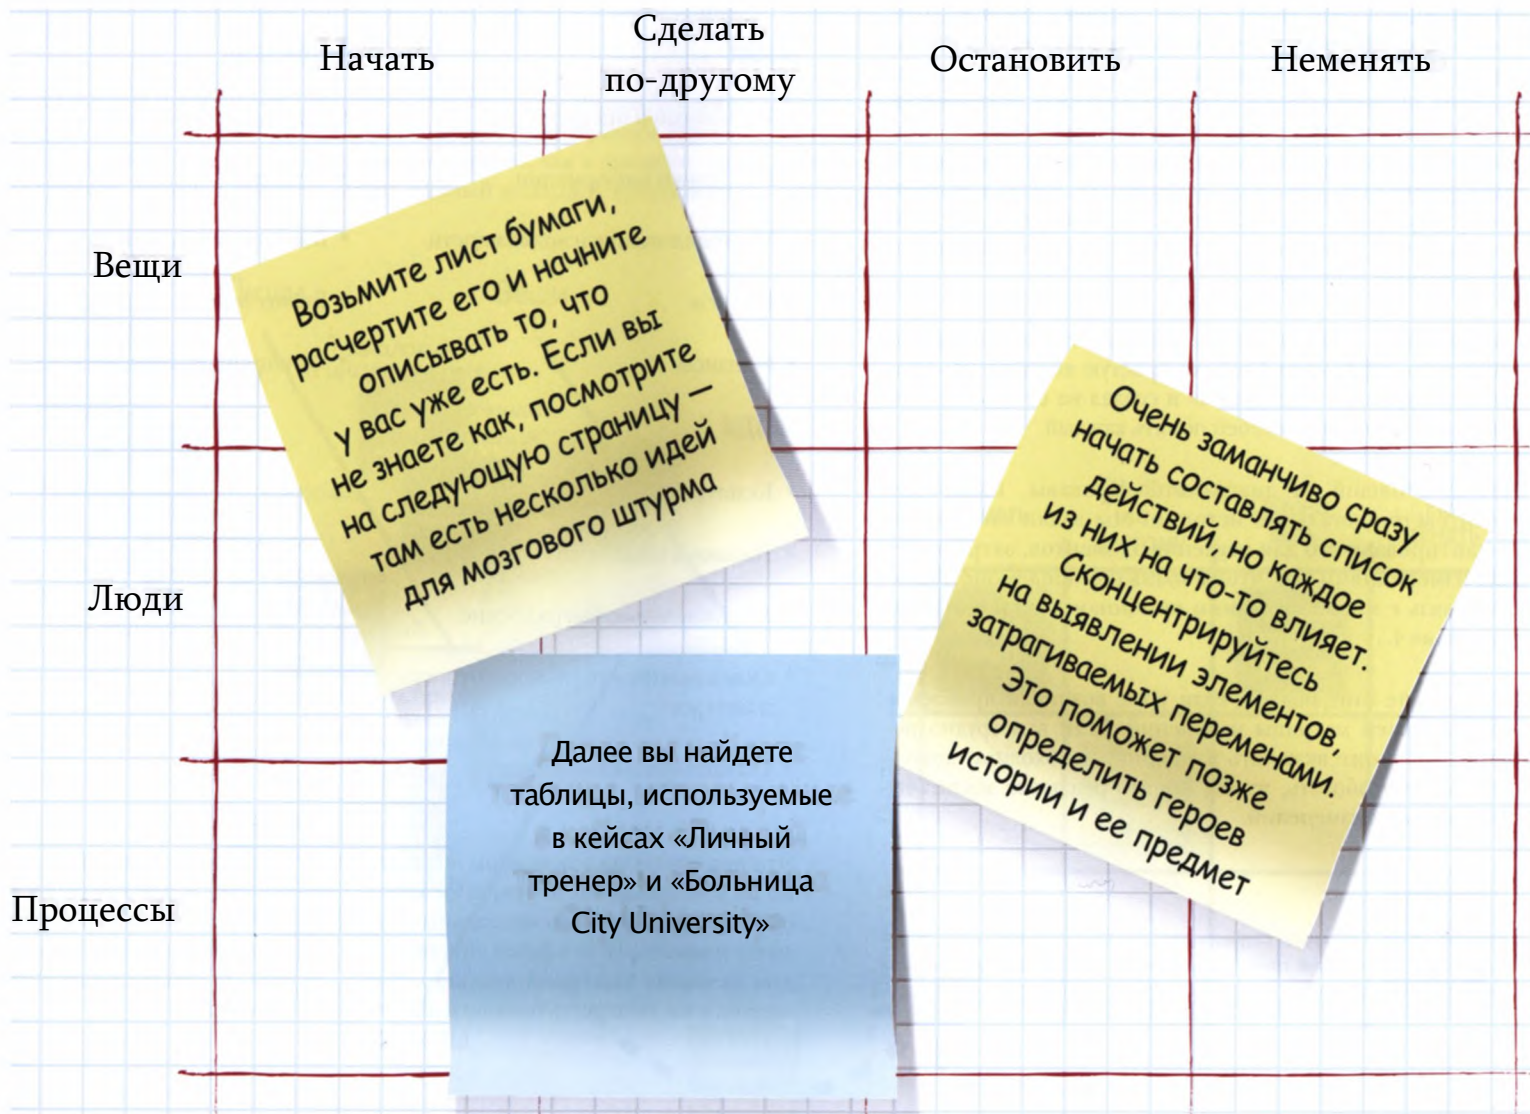 Начать
Сделать
по-другому
Остановить
Неменять
Вещи
Люди
Процессы
Возьмите лист бумаги,
расчертите его и начните
описывать то, что
у вас уже есть. Если вы
не знаете как, посмотрите
на следующую страницу —
там есть несколько идей
для мозгового штурма
Очень заманчиво сразу
начать составлять список
действий, но каждое
из них на что-то влияет.
Сконцентрируйтесь
на выявлении элементов,
затрагиваемых переменами.
Это поможет позже
определить героев
истории и ее предмет
Далее вы найдете
таблицы, используемые
в кейсах «Личный
тренер» и «Больница
City University»